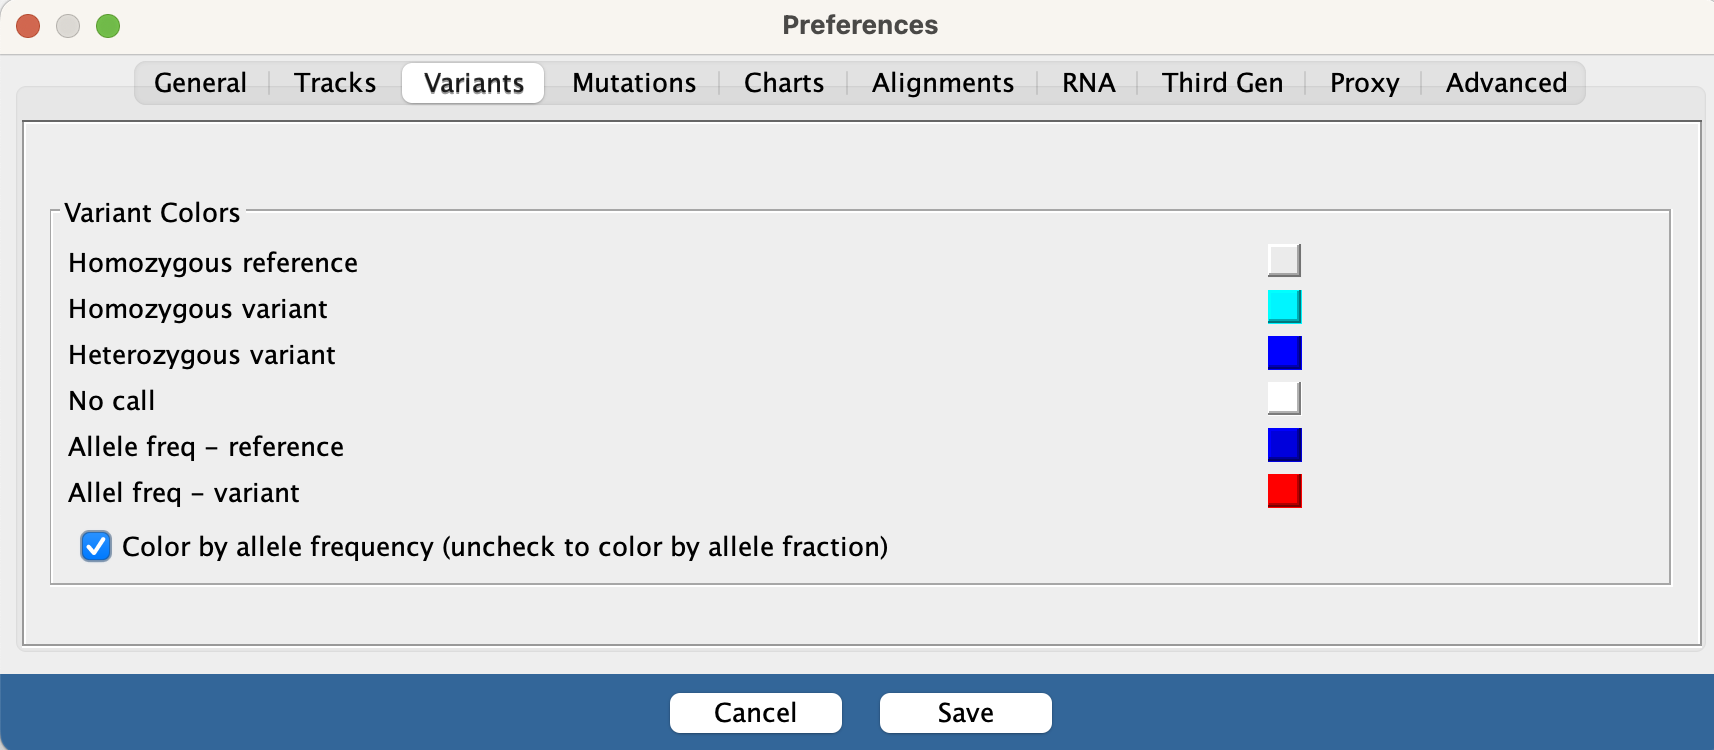 Preferences
General Tracks Variants Mutations Charts Alignments RNA Third Gen Proxy Advanced
Variant Colors
Homozygous reference
Homozygous variant
Heterozygous variant
No call
Allele freq – reference
Allel freq – variant
Color by allele frequency (uncheck to color by allele fraction)
Cancel Save